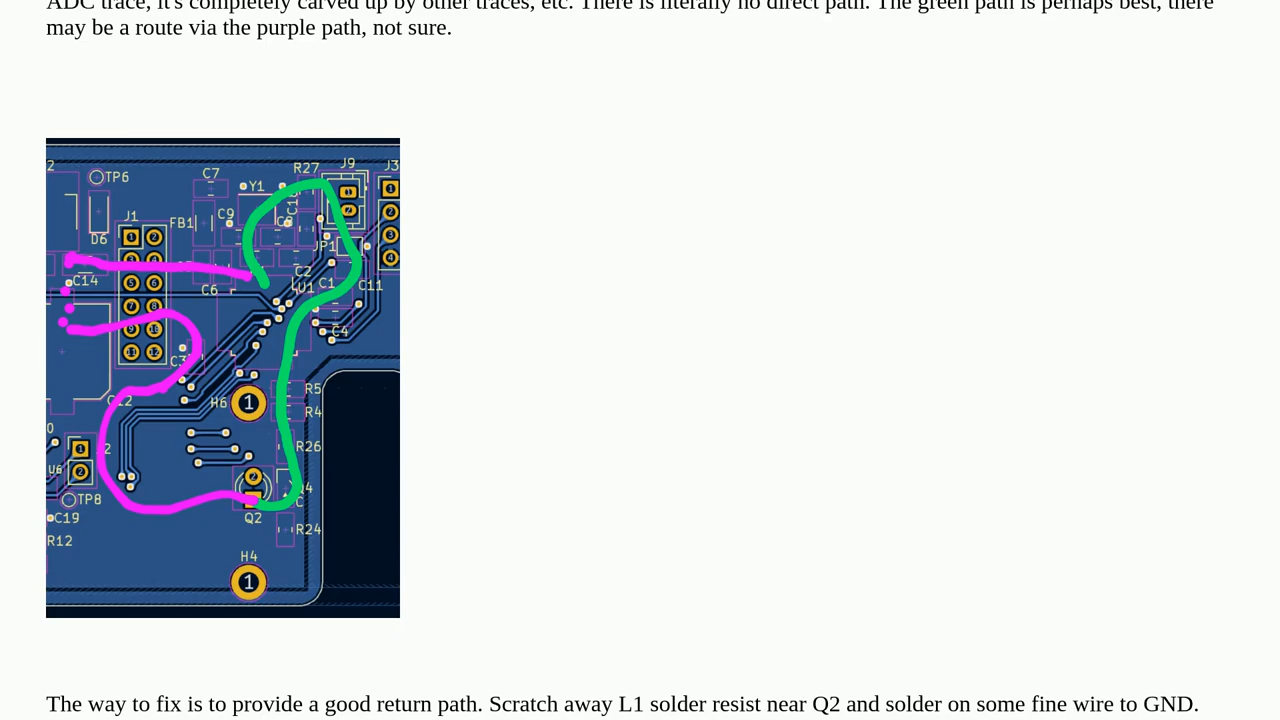 ADC trace, it's completely carved up by other traces, etc. There is literally no direct path. The green path is perhaps best, there
may be a route via the purple path, not sure.
2
TP6
C7
Y1
R27
J9
J3
J1
FB1
C9
D6
JP1
C14
C6
C2
U1
C1
C11
C4
C3
R5
H6
R4
R26
U6
TP8
Q2
C19
R24
R12
H4
The way to fix is to provide a good return path. Scratch away L1 solder resist near Q2 and solder on some fine wire to GND.